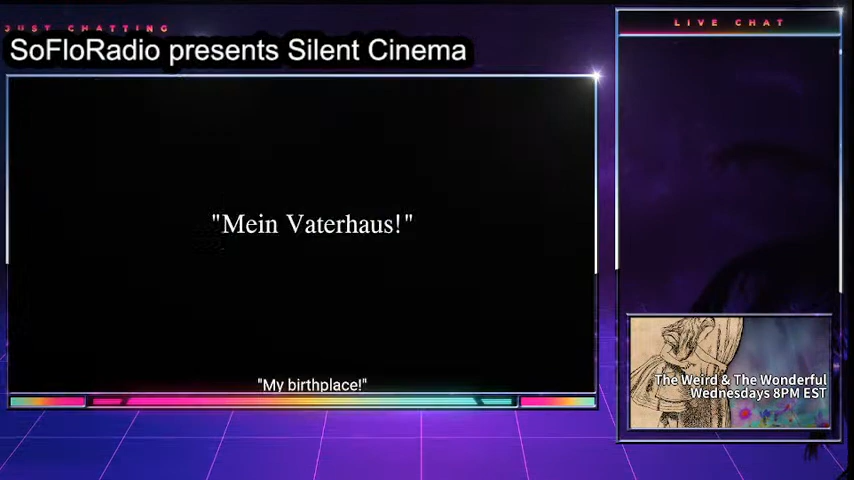 JUST CHATTING
SoFloRadio presents Silent Cinema
LIVE CHAT
"Mein Vaterhaus!"
"My birthplace!"
The Weird & The Wonderful
Wednesdays 8PM EST